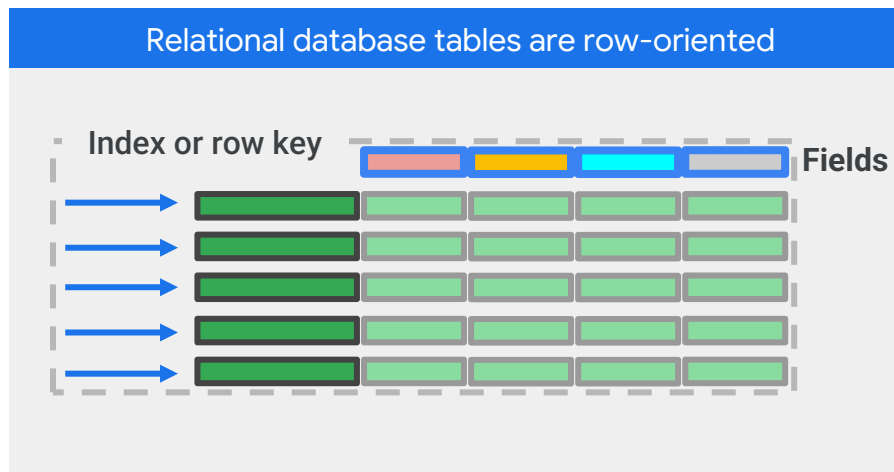 Relational database tables are row-oriented
Index or row key
Fields